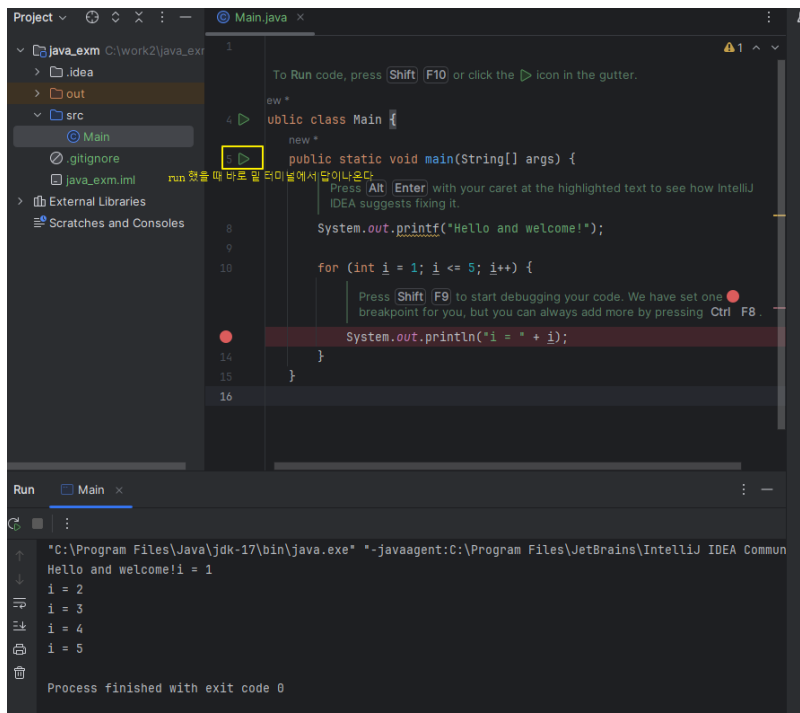 Project
Main.java
java_exm C:\work2\java_exr
.idea
out
src
Main
.gitignore
java_exm.iml
External Libraries
Scratches and Consoles
1
1
To Run code, press Shift F10 or click the icon in the gutter.
ew *
4 ublic class Main {
new *
5 public static void main(String[] args) {
run 했을 때 바로 밑 터미널에서 답이나온다
Press Alt Enter with your caret at the highlighted text to see how IntelliJ
IDEA suggests fixing it.
8 System.out.printf("Hello and welcome!");
9
10 for (int i = 1; i <= 5; i++) {
Press Shift F9 to start debugging your code. We have set one
breakpoint for you, but you can always add more by pressing Ctrl F8 .
System.out.println("i = " + i);
14 }
15 }
16
Run Main
"C:\Program Files\Java\jdk-17\bin\java.exe" "-javaagent:C:\Program Files\JetBrains\IntelliJ IDEA Commun
Hello and welcome!i = 1
i = 2
i = 3
i = 4
i = 5
Process finished with exit code 0